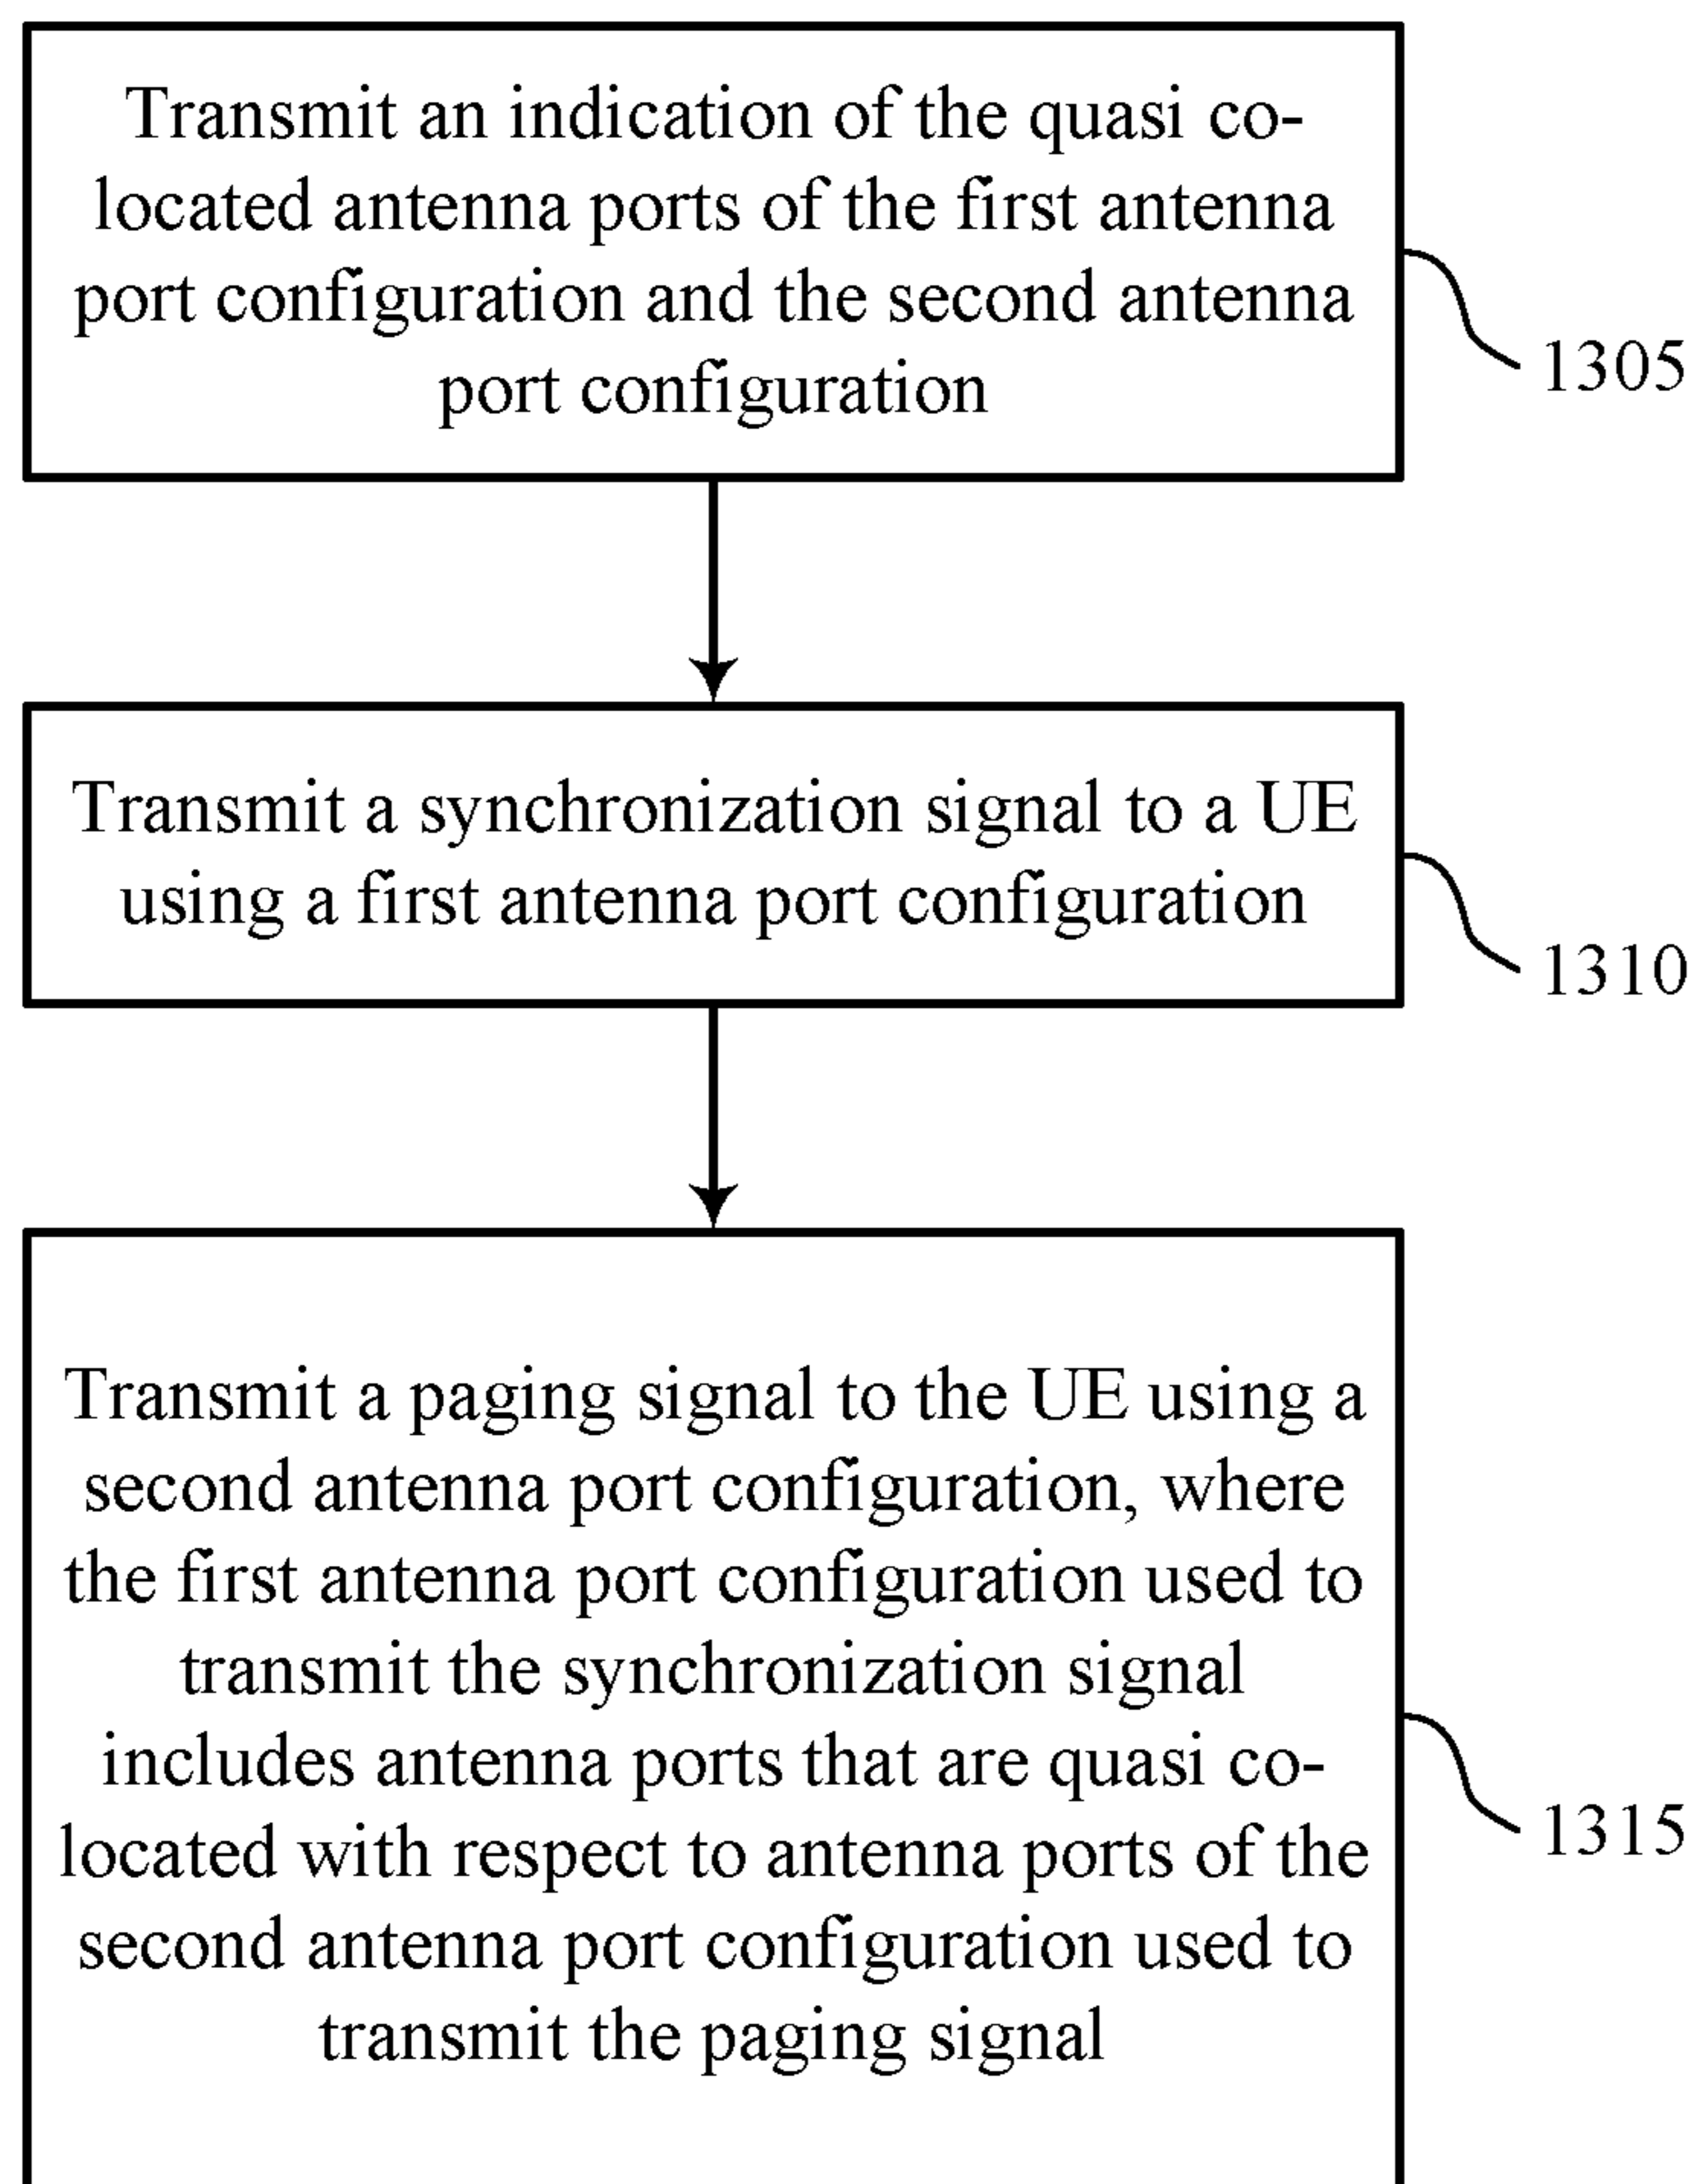 Transmit an indication of the quasi co-
located antenna ports of the first antenna
port configuration and the second antenna
port configuration
1305
Transmit a synchronization signal to a UE
using a first antenna port configuration
1310
Transmit a paging signal to the UE using a
second antenna port configuration, where
the first antenna port configuration used to
transmit the synchronization signal
includes antenna ports that are quasi co-
located with respect to antenna ports of the
second antenna port configuration used to
transmit the paging signal
1315